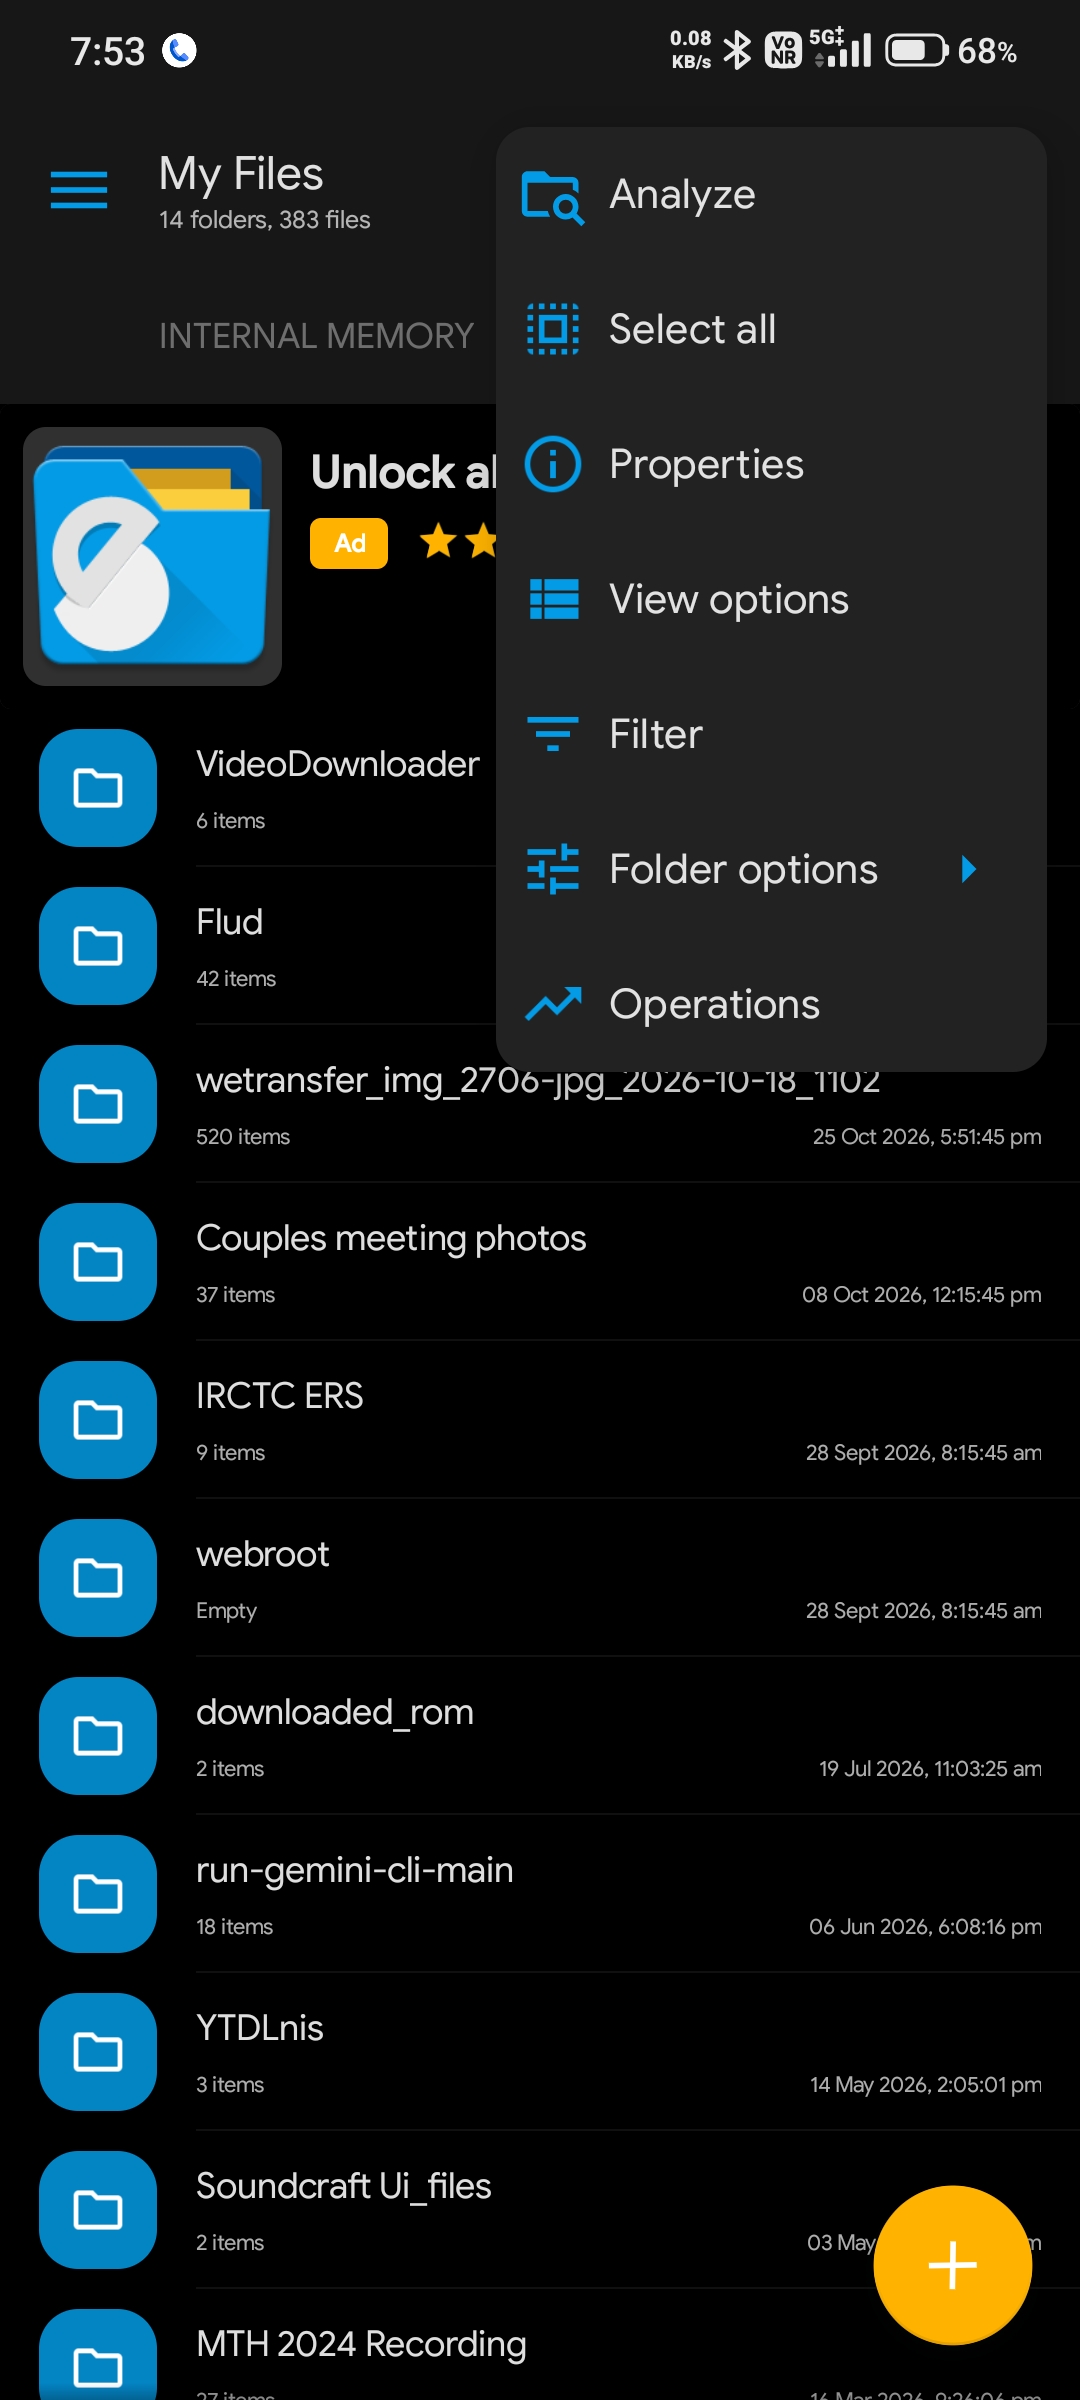 7:53
0.08
KB/s
Vo
NR
5G
68%
My Files
14 folders, 383 files
INTERNAL MEMORY
Analyze
Select all
Properties
View options
Filter
Folder options
Operations
Unlock al
Ad
VideoDownloader
6 items
Flud
42 items
wetransfer_img_2706-jpg_2026-10-18_1102
520 items
25 Oct 2026, 5:51:45 pm
Couples meeting photos
37 items
08 Oct 2026, 12:15:45 pm
IRCTC ERS
9 items
28 Sept 2026, 8:15:45 am
webroot
Empty
28 Sept 2026, 8:15:45 am
downloaded_rom
2 items
19 Jul 2026, 11:03:25 am
run-gemini-cli-main
18 items
06 Jun 2026, 6:08:16 pm
YTDLnis
3 items
14 May 2026, 2:05:01 pm
Soundcraft Ui_files
2 items
03 May
MTH 2024 Recording